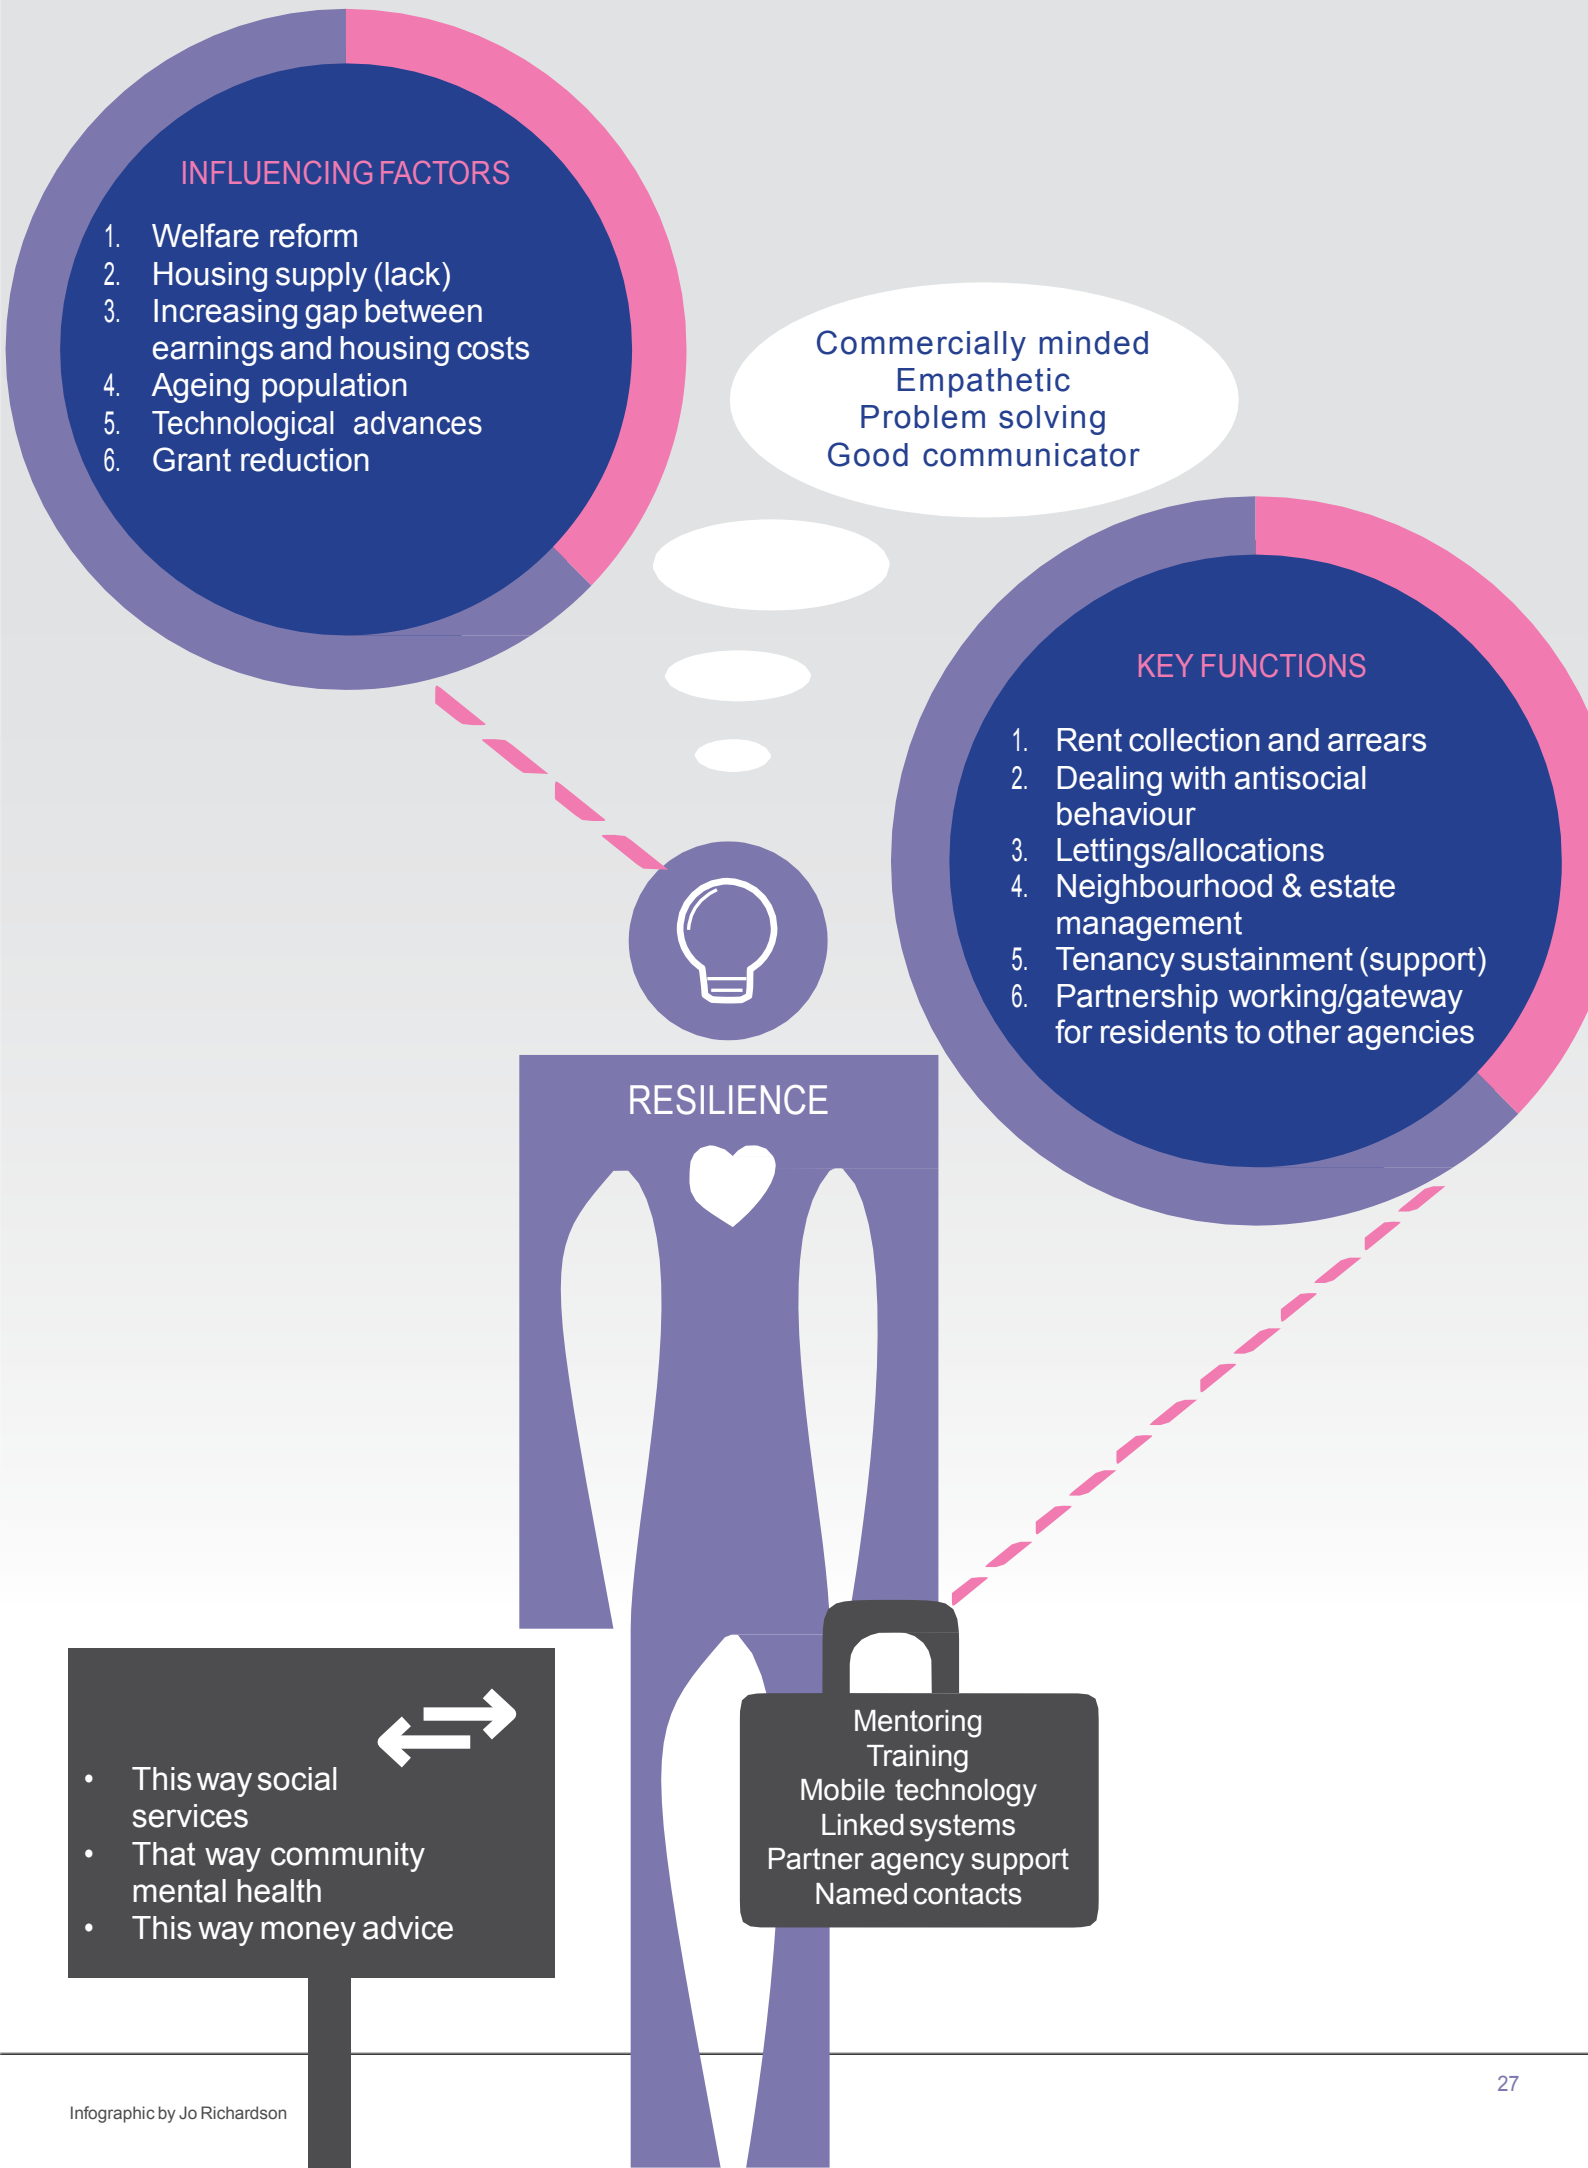 INFLUENCING FACTORS
1. Welfare reform
2. Housing supply (lack)
3. Increasing gap between
earnings and housing costs
4. Ageing population
5. Technological advances
6. Grant reduction
Commercially minded
Empathetic
Problem solving
Good communicator
KEY FUNCTIONS
1. Rent collection and arrears
2. Dealing with antisocial
behaviour
3. Lettings/allocations
4. Neighbourhood & estate
management
5. Tenancy sustainment (support)
6. Partnership working/gateway
for residents to other agencies
RESILIENCE
• This way social
services
• That way community
mental health
• This way money advice
Mentoring
Training
Mobile technology
Linked systems
Partner agency support
Named contacts
27
Infographic by Jo Richardson